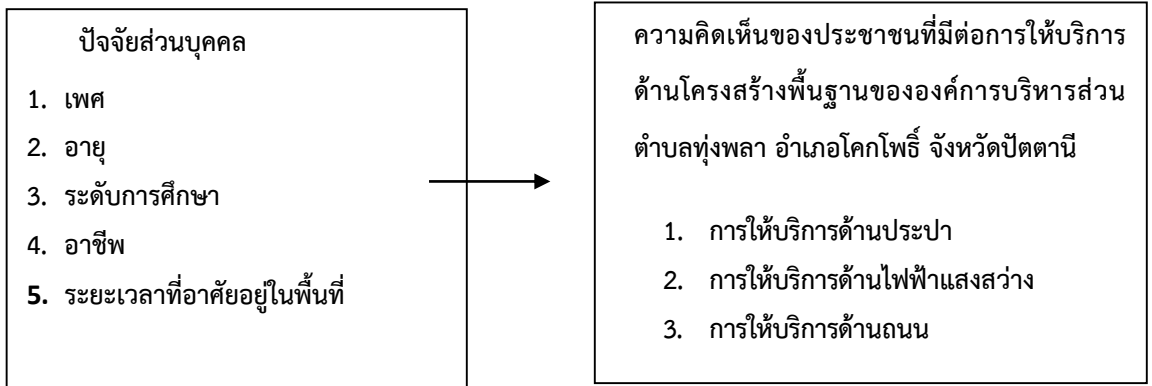 ปัจจัยส่วนบุคคล
1. เพศ
2. อายุ
3. ระดับการศึกษา
4. อาชีพ
5. ระยะเวลาที่อาศัยอยู่ในพื้นที่
ความคิดเห็นของประชาชนที่มีต่อการให้บริการ
ด้านโครงสร้างพื้นฐานขององค์การบริหารส่วน
ตำบลทุ่งพลา อำเภอโคกโพธิ์ จังหวัดปัตตานี
1. การให้บริการด้านประปา
2. การให้บริการด้านไฟฟ้าแสงสว่าง
3. การให้บริการด้านถนน